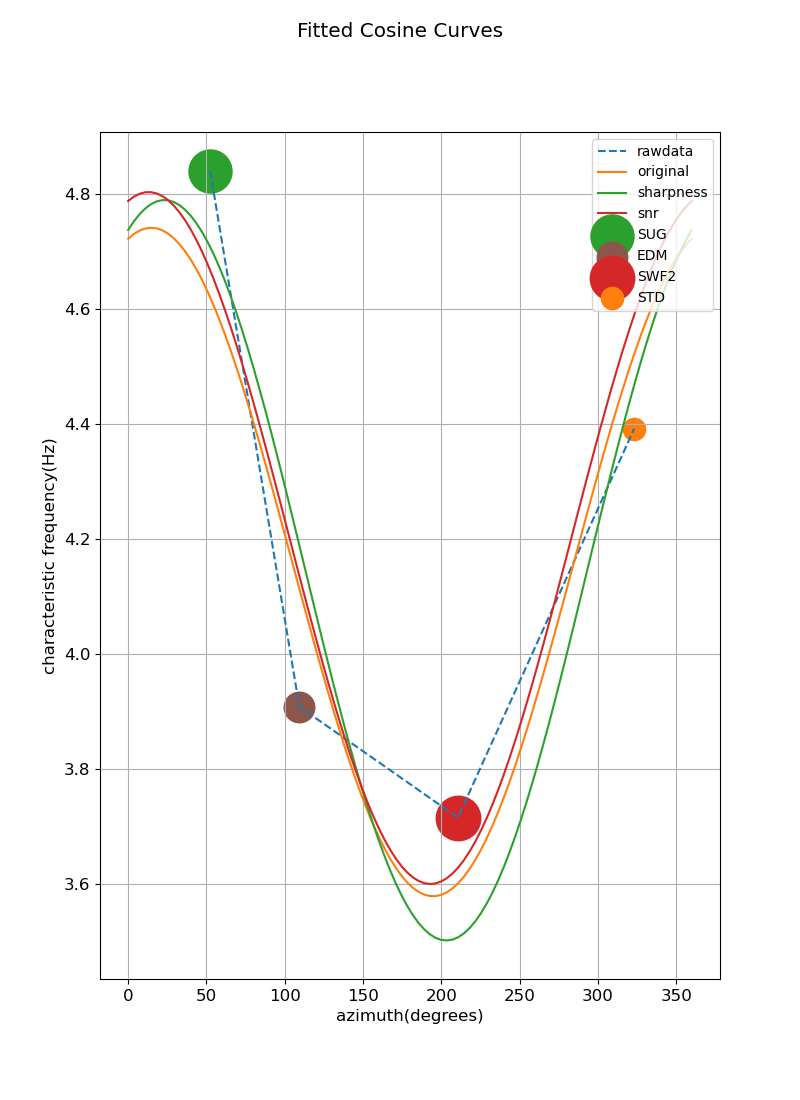 Fitted Cosine Curves
rawdata
original
sharpness
snr
SUG
EDM
SWF2
STD
4.8
4.6
4.4
4.2
4.0
3.8
3.6
characteristic frequency(Hz)
0 50 100 150 200 250 300 350
azimuth(degrees)